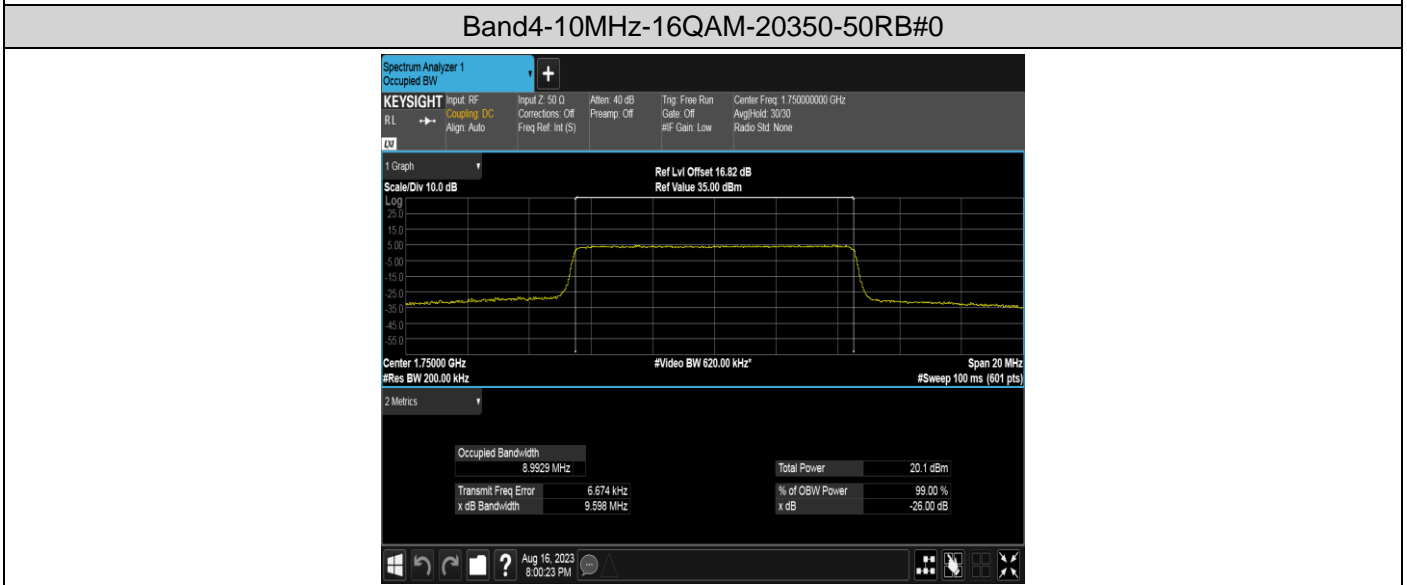 Band4-10MHz-16QAM-20350-50RB#0
Spectrum Analyzer 1
Occupied BW
+
KEYSIGHT Input: RF Input Z: 50 Ω Atten: 40 dB Trig: Free Run Center Freq: 1.750000000 GHz
RL Coupling: DC Corrections: Off Preamp: Off Gate: Off Avg|Hold: 30/30
Align: Auto Freq Ref: Int (S) #IF Gain: Low Radio Std: None
LXI
1 Graph
Ref Lvl Offset 16.82 dB
Scale/Div 10.0 dB Ref Value 35.00 dBm
Log
25.0
15.0
5.00
-5.00
-15.0
-25.0
-35.0
-45.0
-55.0
Center 1.75000 GHz #Video BW 620.00 kHz* Span 20 MHz
#Res BW 200.00 kHz #Sweep 100 ms (601 pts)
2 Metrics
Occupied Bandwidth
8.9929 MHz Total Power 20.1 dBm
Transmit Freq Error 6.674 kHz % of OBW Power 99.00 %
x dB Bandwidth 9.598 MHz x dB -26.00 dB
? Aug 16, 2023
8:00:23 PM